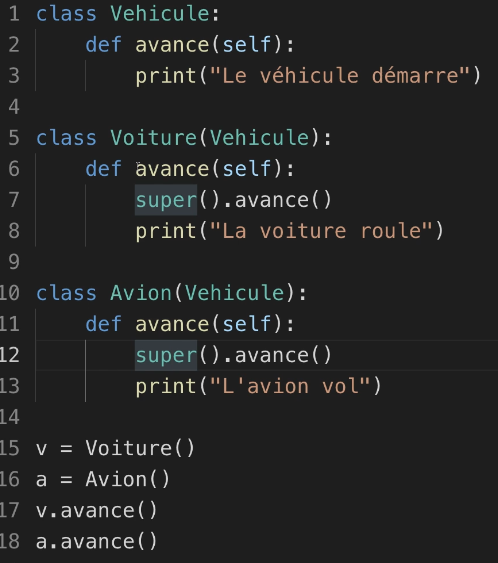 1 class Vehicule:
2     def avance(self):
3         print("Le véhicule démarre")
4
5 class Voiture(Vehicule):
6     def avance(self):
7         super().avance()
8         print("La voiture roule")
9
10 class Avion(Vehicule):
11     def avance(self):
12         super().avance()
13         print("L'avion vol")
14
15 v = Voiture()
16 a = Avion()
17 v.avance()
18 a.avance()